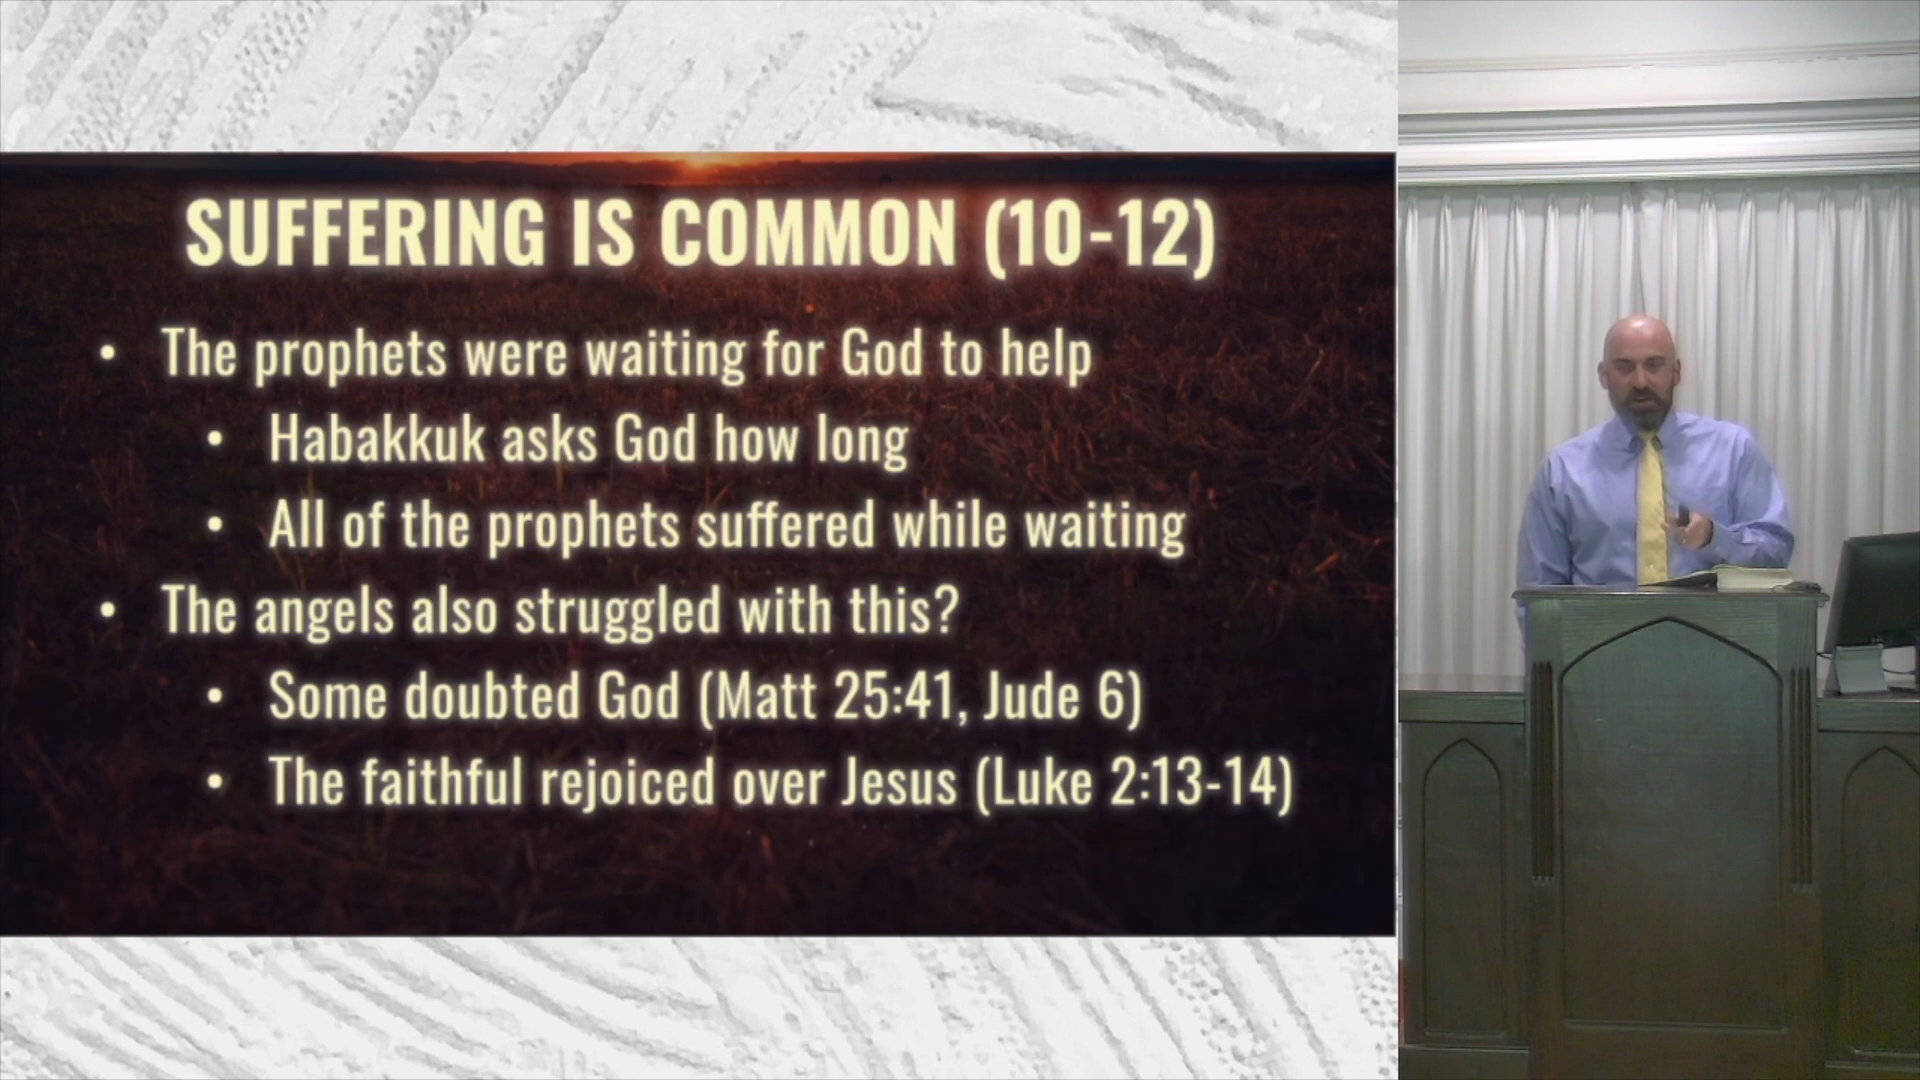 SUFFERING IS COMMON (10-12)
• The prophets were waiting for God to help
• Habakkuk asks God how long
• All of the prophets suffered while waiting
• The angels also struggled with this?
• Some doubted God (Matt 25:41, Jude 6)
• The faithful rejoiced over Jesus (Luke 2:13-14)